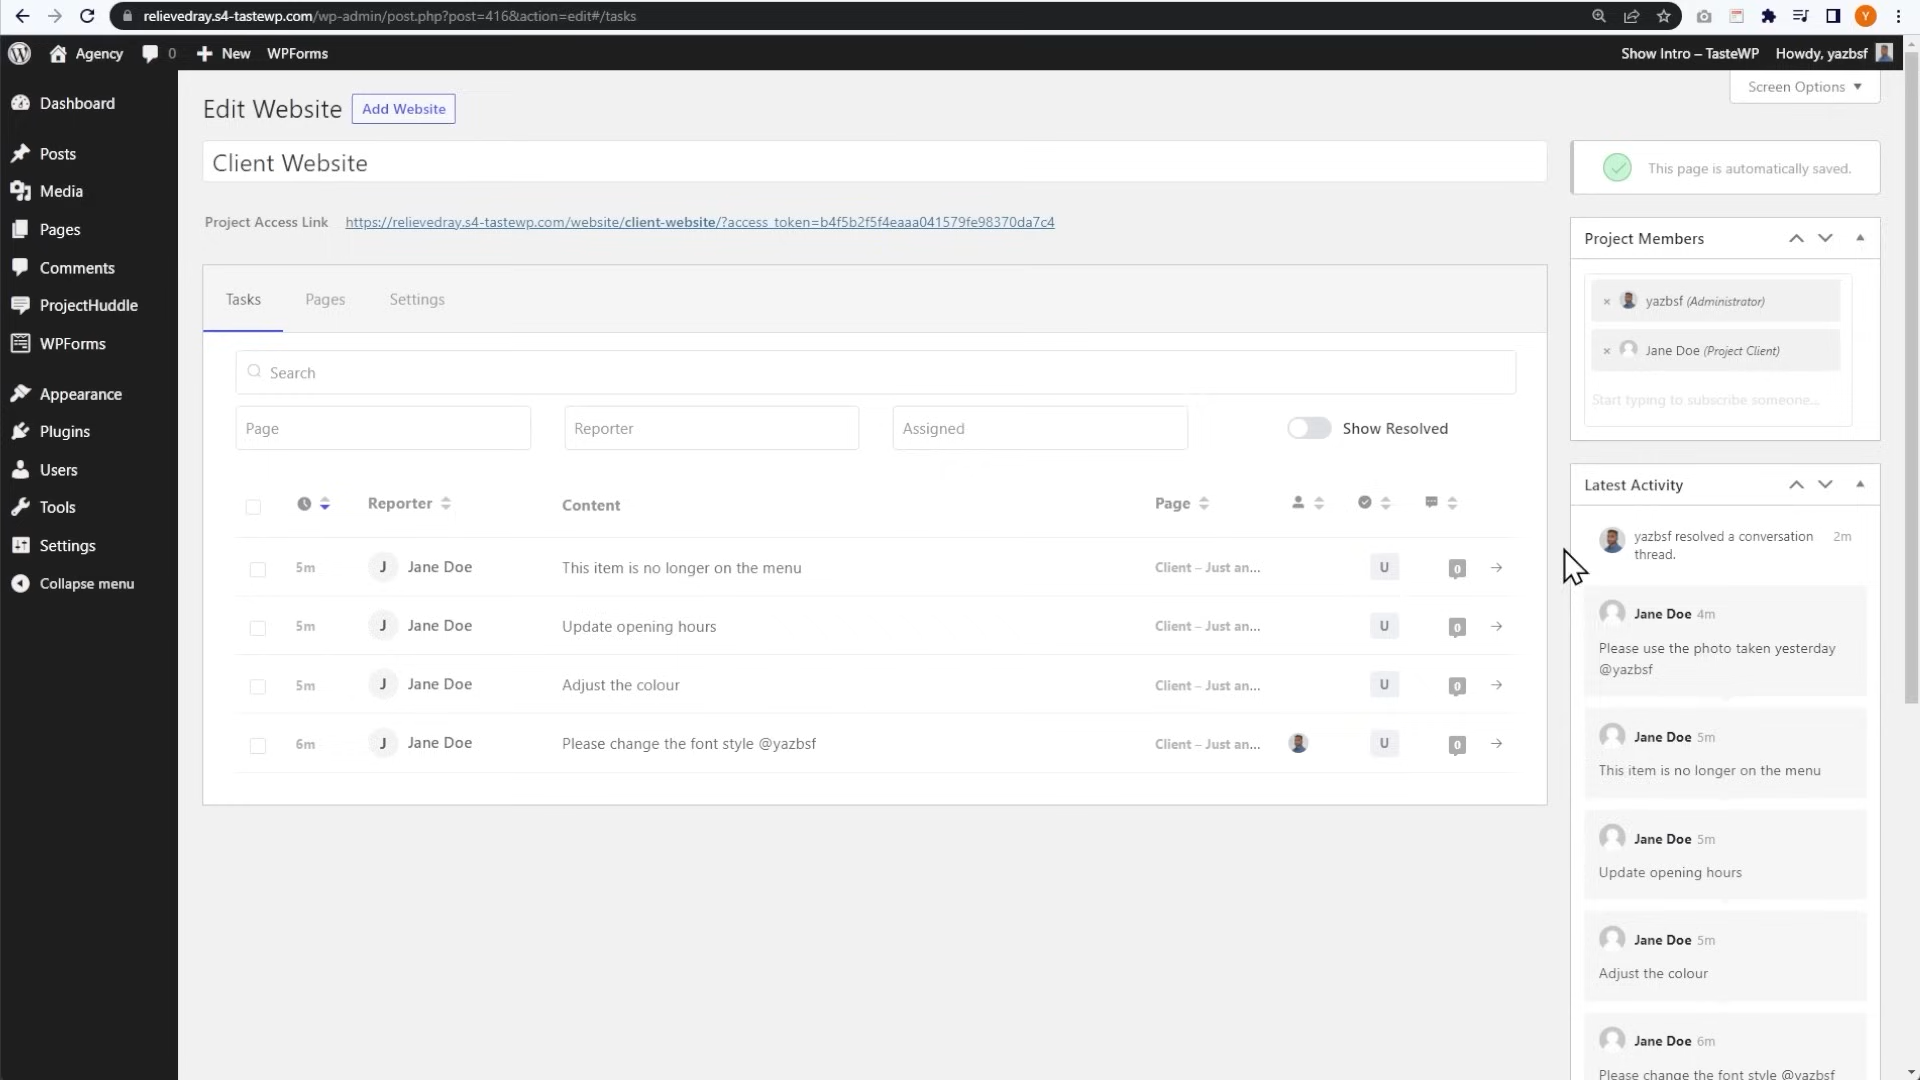 relievedray.s4-tastewp.com/wp-admin/post.php?post=416&action=edit#/tasks
Y
Agency
0
New
WPForms
Show Intro – TasteWP
Howdy, yazbsf
Dashboard
Posts
Media
Pages
Comments
ProjectHuddle
WPForms
Appearance
Plugins
Users
Tools
Settings
Collapse menu
Screen Options
Edit Website
Add Website
Client Website
Project Access Link
https://relievedray.s4-tastewp.com/website/client-website/?access_token=b4f5b2f5f4eaaa041579fe98370da7c4
Tasks Pages Settings
Search
Page
Reporter
Assigned
Show Resolved
Reporter Content Page
5m J Jane Doe This item is no longer on the menu Client – Just an... U 0
5m J Jane Doe Update opening hours Client – Just an... U 0
5m J Jane Doe Adjust the colour Client – Just an... U 0
6m J Jane Doe Please change the font style @yazbsf Client – Just an... U 0
This page is automatically saved.
Project Members
× yazbsf (Administrator)
× Jane Doe (Project Client)
Start typing to subscribe someone...
Latest Activity
yazbsf resolved a conversation 2m
thread.
Jane Doe 4m
Please use the photo taken yesterday
@yazbsf
Jane Doe 5m
This item is no longer on the menu
Jane Doe 5m
Update opening hours
Jane Doe 5m
Adjust the colour
Jane Doe 6m
Please change the font style @yazbsf